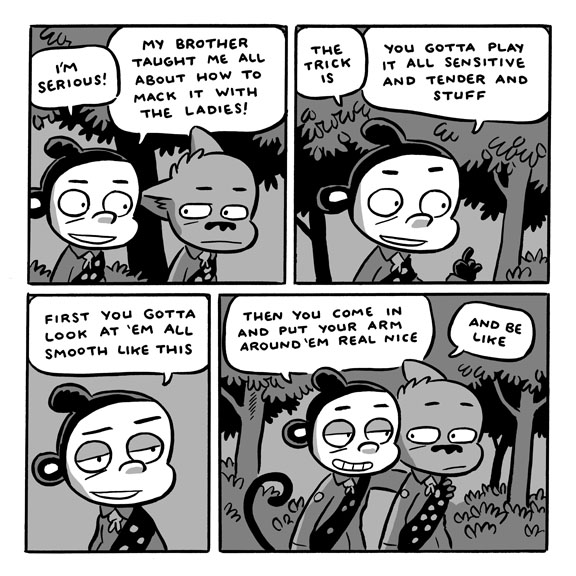 I'M
SERIOUS!
MY BROTHER
TAUGHT ME ALL
ABOUT HOW TO
MACK IT WITH
THE LADIES!
THE
TRICK
IS
YOU GOTTA PLAY
IT ALL SENSITIVE
AND TENDER AND
STUFF
FIRST YOU GOTTA
LOOK AT 'EM ALL
SMOOTH LIKE THIS
THEN YOU COME IN
AND PUT YOUR ARM
AROUND 'EM REAL NICE
AND BE
LIKE